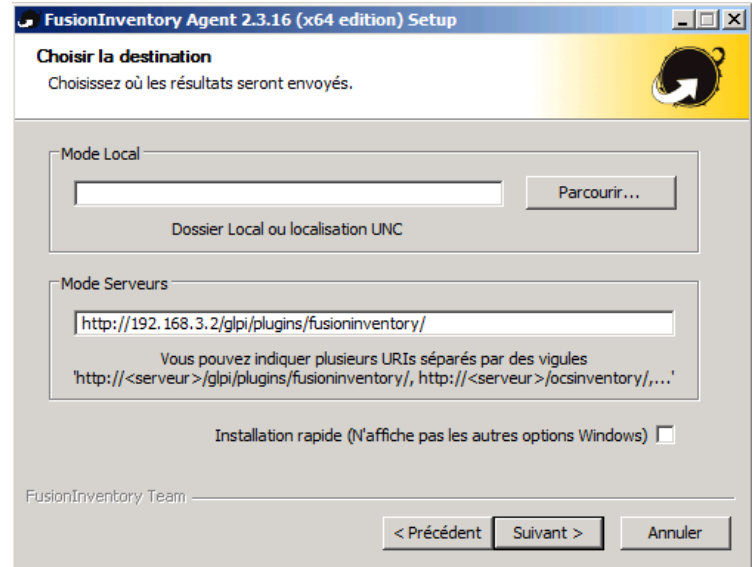 FusionInventory Agent 2.3.16 (x64 edition) Setup
Choisir la destination
Choisissez où les résultats seront envoyés.
Mode Local
Parcourir...
Dossier Local ou localisation UNC
Mode Serveurs
http://192.168.3.2/glpi/plugins/fusioninventory/
Vous pouvez indiquer plusieurs URIs séparés par des vigules
'http://<serveur>/glpi/plugins/fusioninventory/, http://<serveur>/ocsinventory/,...'
Installation rapide (N'affiche pas les autres options Windows)
FusionInventory Team
< Précédent Suivant > Annuler